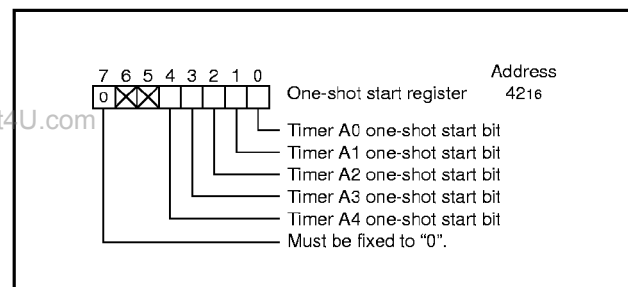 Address
7 6 5 4 3 2 1 0
0 One-shot start register 4216
t4U.com
Timer A0 one-shot start bit
Timer A1 one-shot start bit
Timer A2 one-shot start bit
Timer A3 one-shot start bit
Timer A4 one-shot start bit
Must be fixed to “0”.